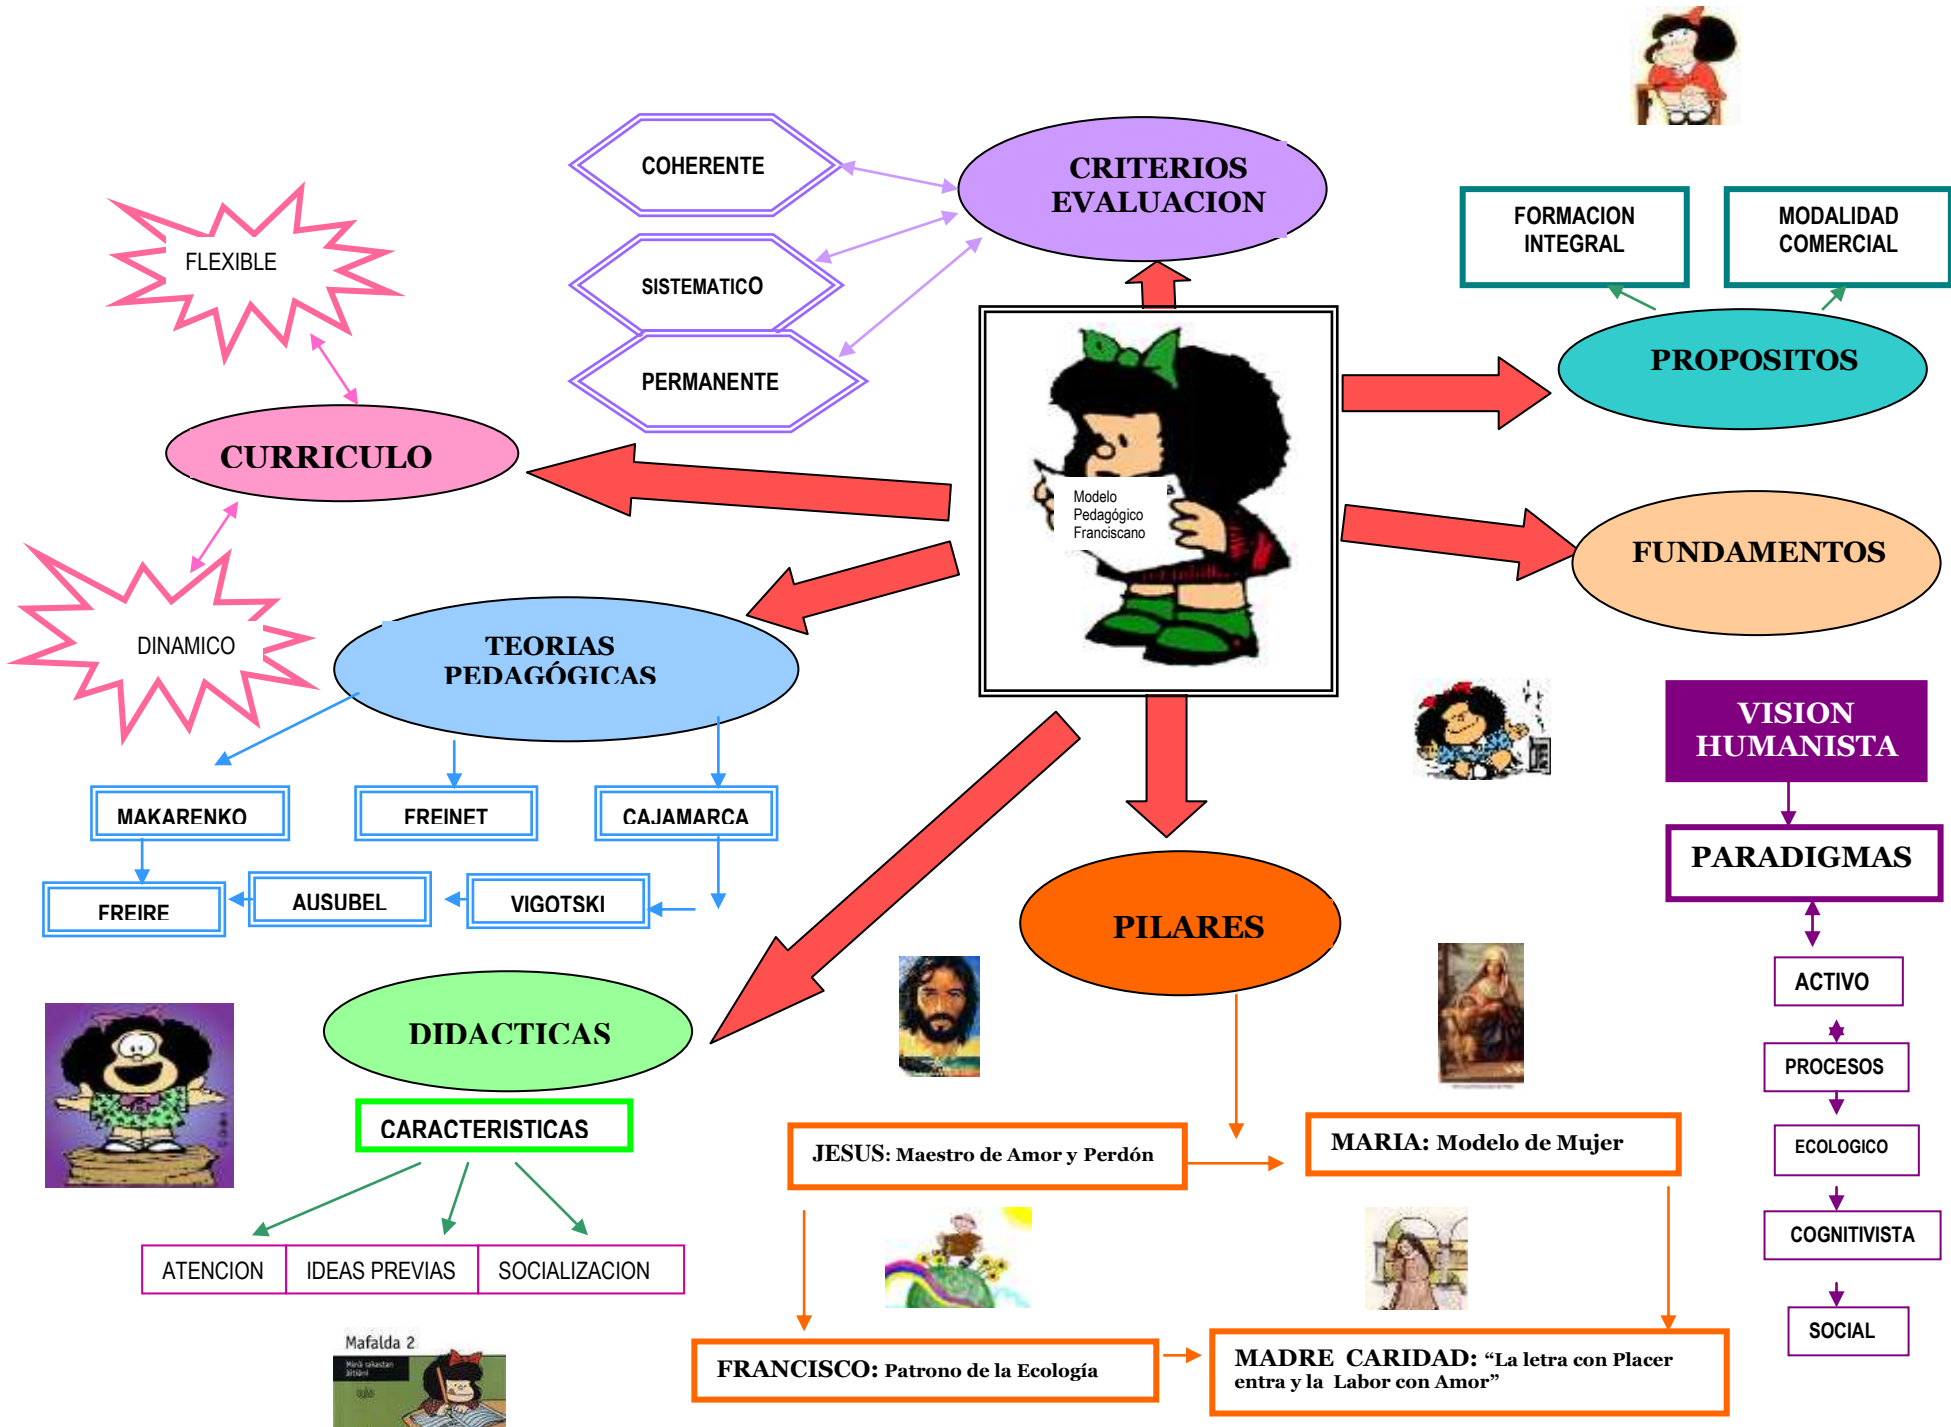 COHERENTE
CRITERIOS
EVALUACION
FORMACION
INTEGRAL
MODALIDAD
COMERCIAL
FLEXIBLE
SISTEMATICO
PERMANENTE
PROPOSITOS
CURRICULO
Modelo
Pedagógico
Franciscano
FUNDAMENTOS
DINAMICO
TEORIAS
PEDAGÓGICAS
VISION
HUMANISTA
MAKARENKO
FREINET
CAJAMARCA
PARADIGMAS
FREIRE
AUSUBEL
VIGOTSKI
PILARES
ACTIVO
DIDACTICAS
PROCESOS
CARACTERISTICAS
JESUS: Maestro de Amor y Perdón
MARIA: Modelo de Mujer
ECOLOGICO
COGNITIVISTA
ATENCION
IDEAS PREVIAS
SOCIALIZACION
SOCIAL
Mafalda 2
FRANCISCO: Patrono de la Ecología
MADRE CARIDAD: “La letra con Placer
entra y la Labor con Amor”